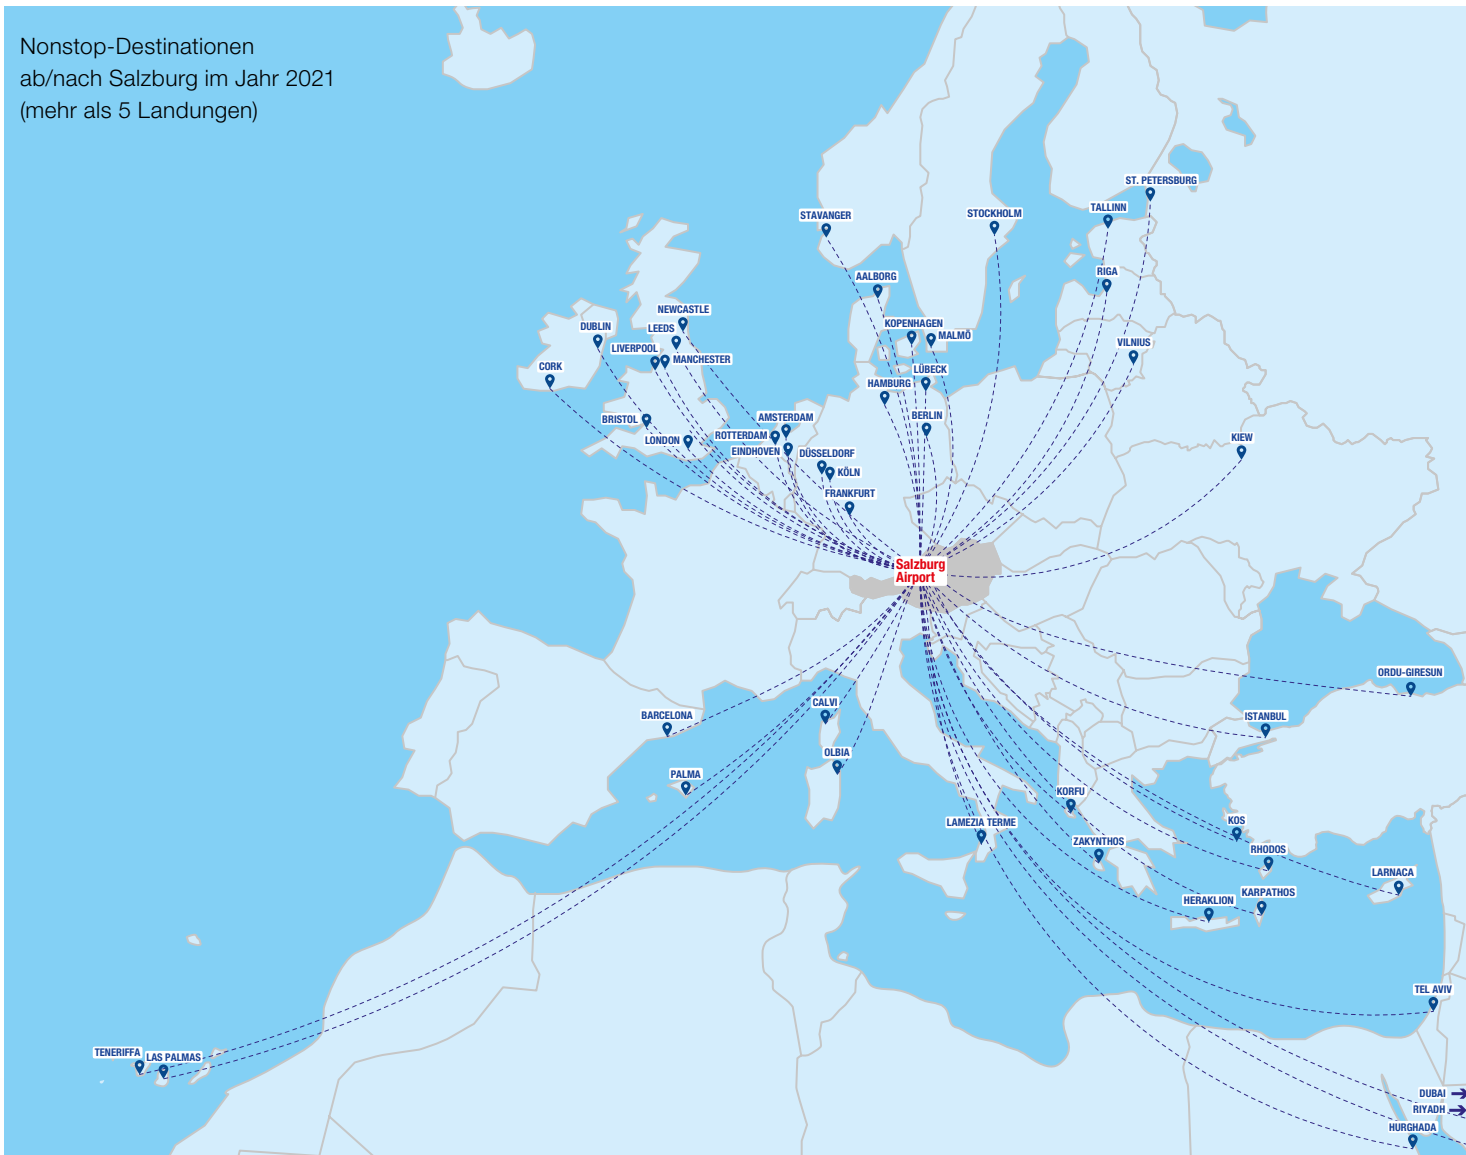 Nonstop-Destinationen
ab/nach Salzburg im Jahr 2021
(mehr als 5 Landungen)
ST. PETERSBURG
TALLINN
STAVANGER
STOCKHOLM
RIGA
AALBORG
NEWCASTLE
KOPENHAGEN
DUBLIN
LEEDS
MALMÖ
VILNIUS
LIVERPOOL
MANCHESTER
CORK
LÜBECK
HAMBURG
BRISTOL
AMSTERDAM
BERLIN
LONDON
ROTTERDAM
KIEW
EINDHOVEN
DÜSSELDORF
KÖLN
FRANKFURT
Salzburg
Airport
ORDU-GIRESUN
CALVI
BARCELONA
ISTANBUL
OLBIA
PALMA
KORFU
LAMEZIA TERME
KOS
ZAKYNTHOS
RHODOS
LARNACA
KARPATHOS
HERAKLION
TEL AVIV
TENERIFFA
LAS PALMAS
DUBAI
RIYADH
HURGHADA